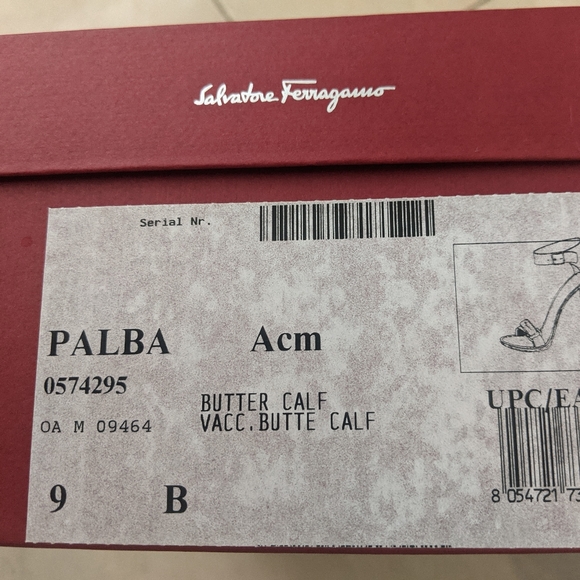 Salvatore Ferragamo
Serial Nr.
PALBA Acm
0574295
BUTTER CALF
OA M 09464
VACC.BUTTE CALF
UPC/EA
9 B
8 054721 73